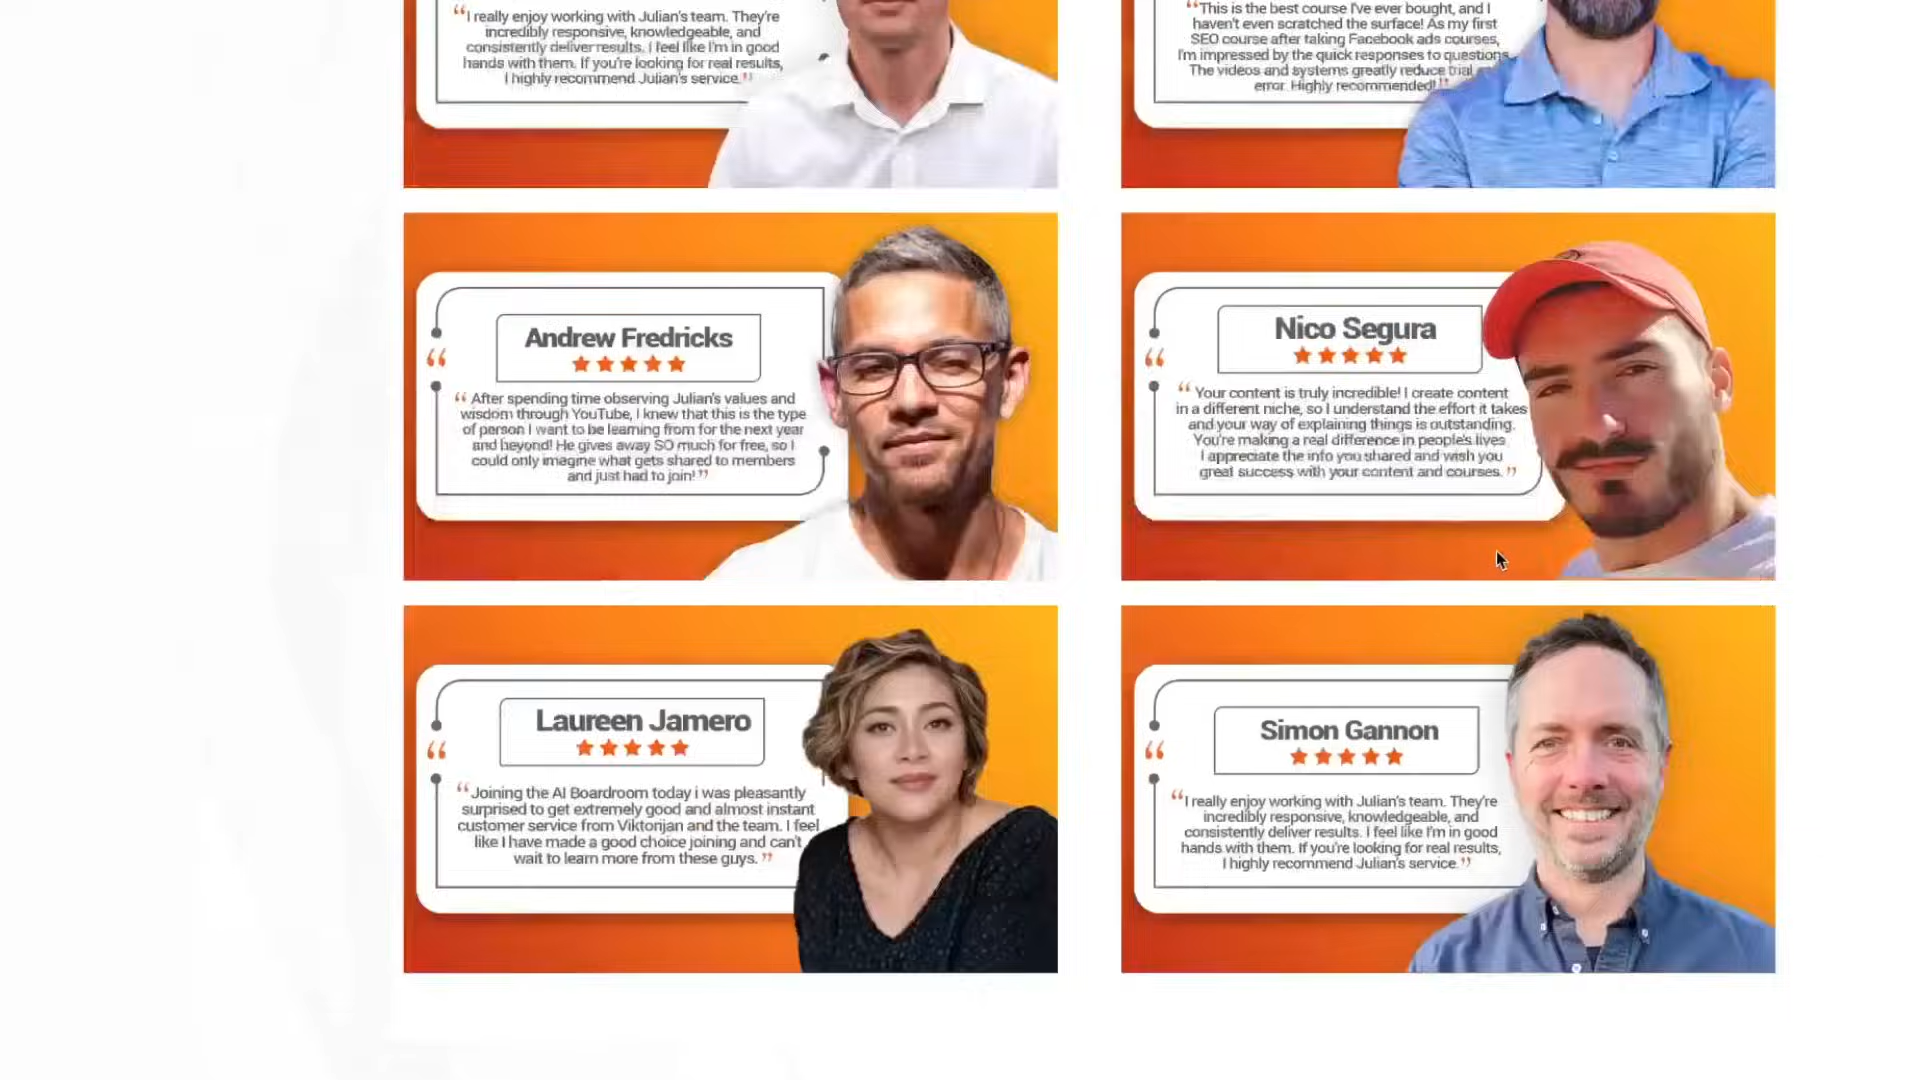 “I really enjoy working with Julian's team. They're
incredibly responsive, knowledgeable, and
consistently deliver results. I feel like I'm in good
hands with them. If you're looking for real results,
I highly recommend Julian's service.”
“This is the best course I've ever bought, and I
haven't even scratched the surface! As my first
SEO course after taking Facebook ads courses,
I'm impressed by the quick responses to questions.
The videos and systems greatly reduce trial
error. Highly recommended!”
Andrew Fredricks
“After spending time observing Julian's values and
wisdom through YouTube, I knew that this is the type
of person I want to be learning from for the next year
and beyond! He gives away SO much for free, so I
could only imagine what gets shared to members
and just had to join!”
Nico Segura
“Your content is truly incredible! I create content
in a different niche, so I understand the effort it takes
and your way of explaining things is outstanding.
You're making a real difference in people's lives
I appreciate the info you shared and wish you
great success with your content and courses.”
Laureen Jamero
“Joining the AI Boardroom today i was pleasantly
surprised to get extremely good and almost instant
customer service from Viktorijan and the team. I feel
like I have made a good choice joining and can't
wait to learn more from these guys.”
Simon Gannon
“I really enjoy working with Julian's team. They're
incredibly responsive, knowledgeable, and
consistently deliver results. I feel like I'm in good
hands with them. If you're looking for real results,
I highly recommend Julian's service.”